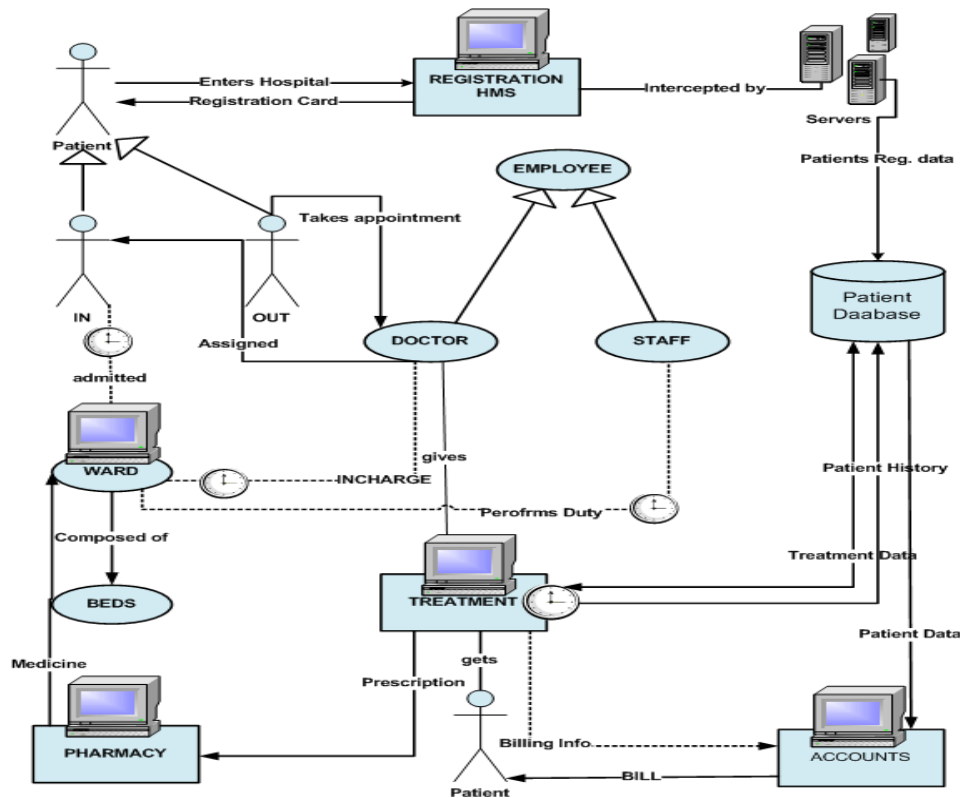 Enters Hospital
Registration Card
REGISTRATION
HMS
Intercepted by
Servers
Patient
Patients Reg. data
EMPLOYEE
Takes appointment
IN
OUT
Assigned
DOCTOR
STAFF
Patient
Daabase
admitted
WARD
gives
INCHARGE
Patient History
Perofrms Duty
Composed of
Treatment Data
BEDS
TREATMENT
Patient Data
Medicine
gets
Prescription
PHARMACY
Billing Info
ACCOUNTS
BILL
Patient